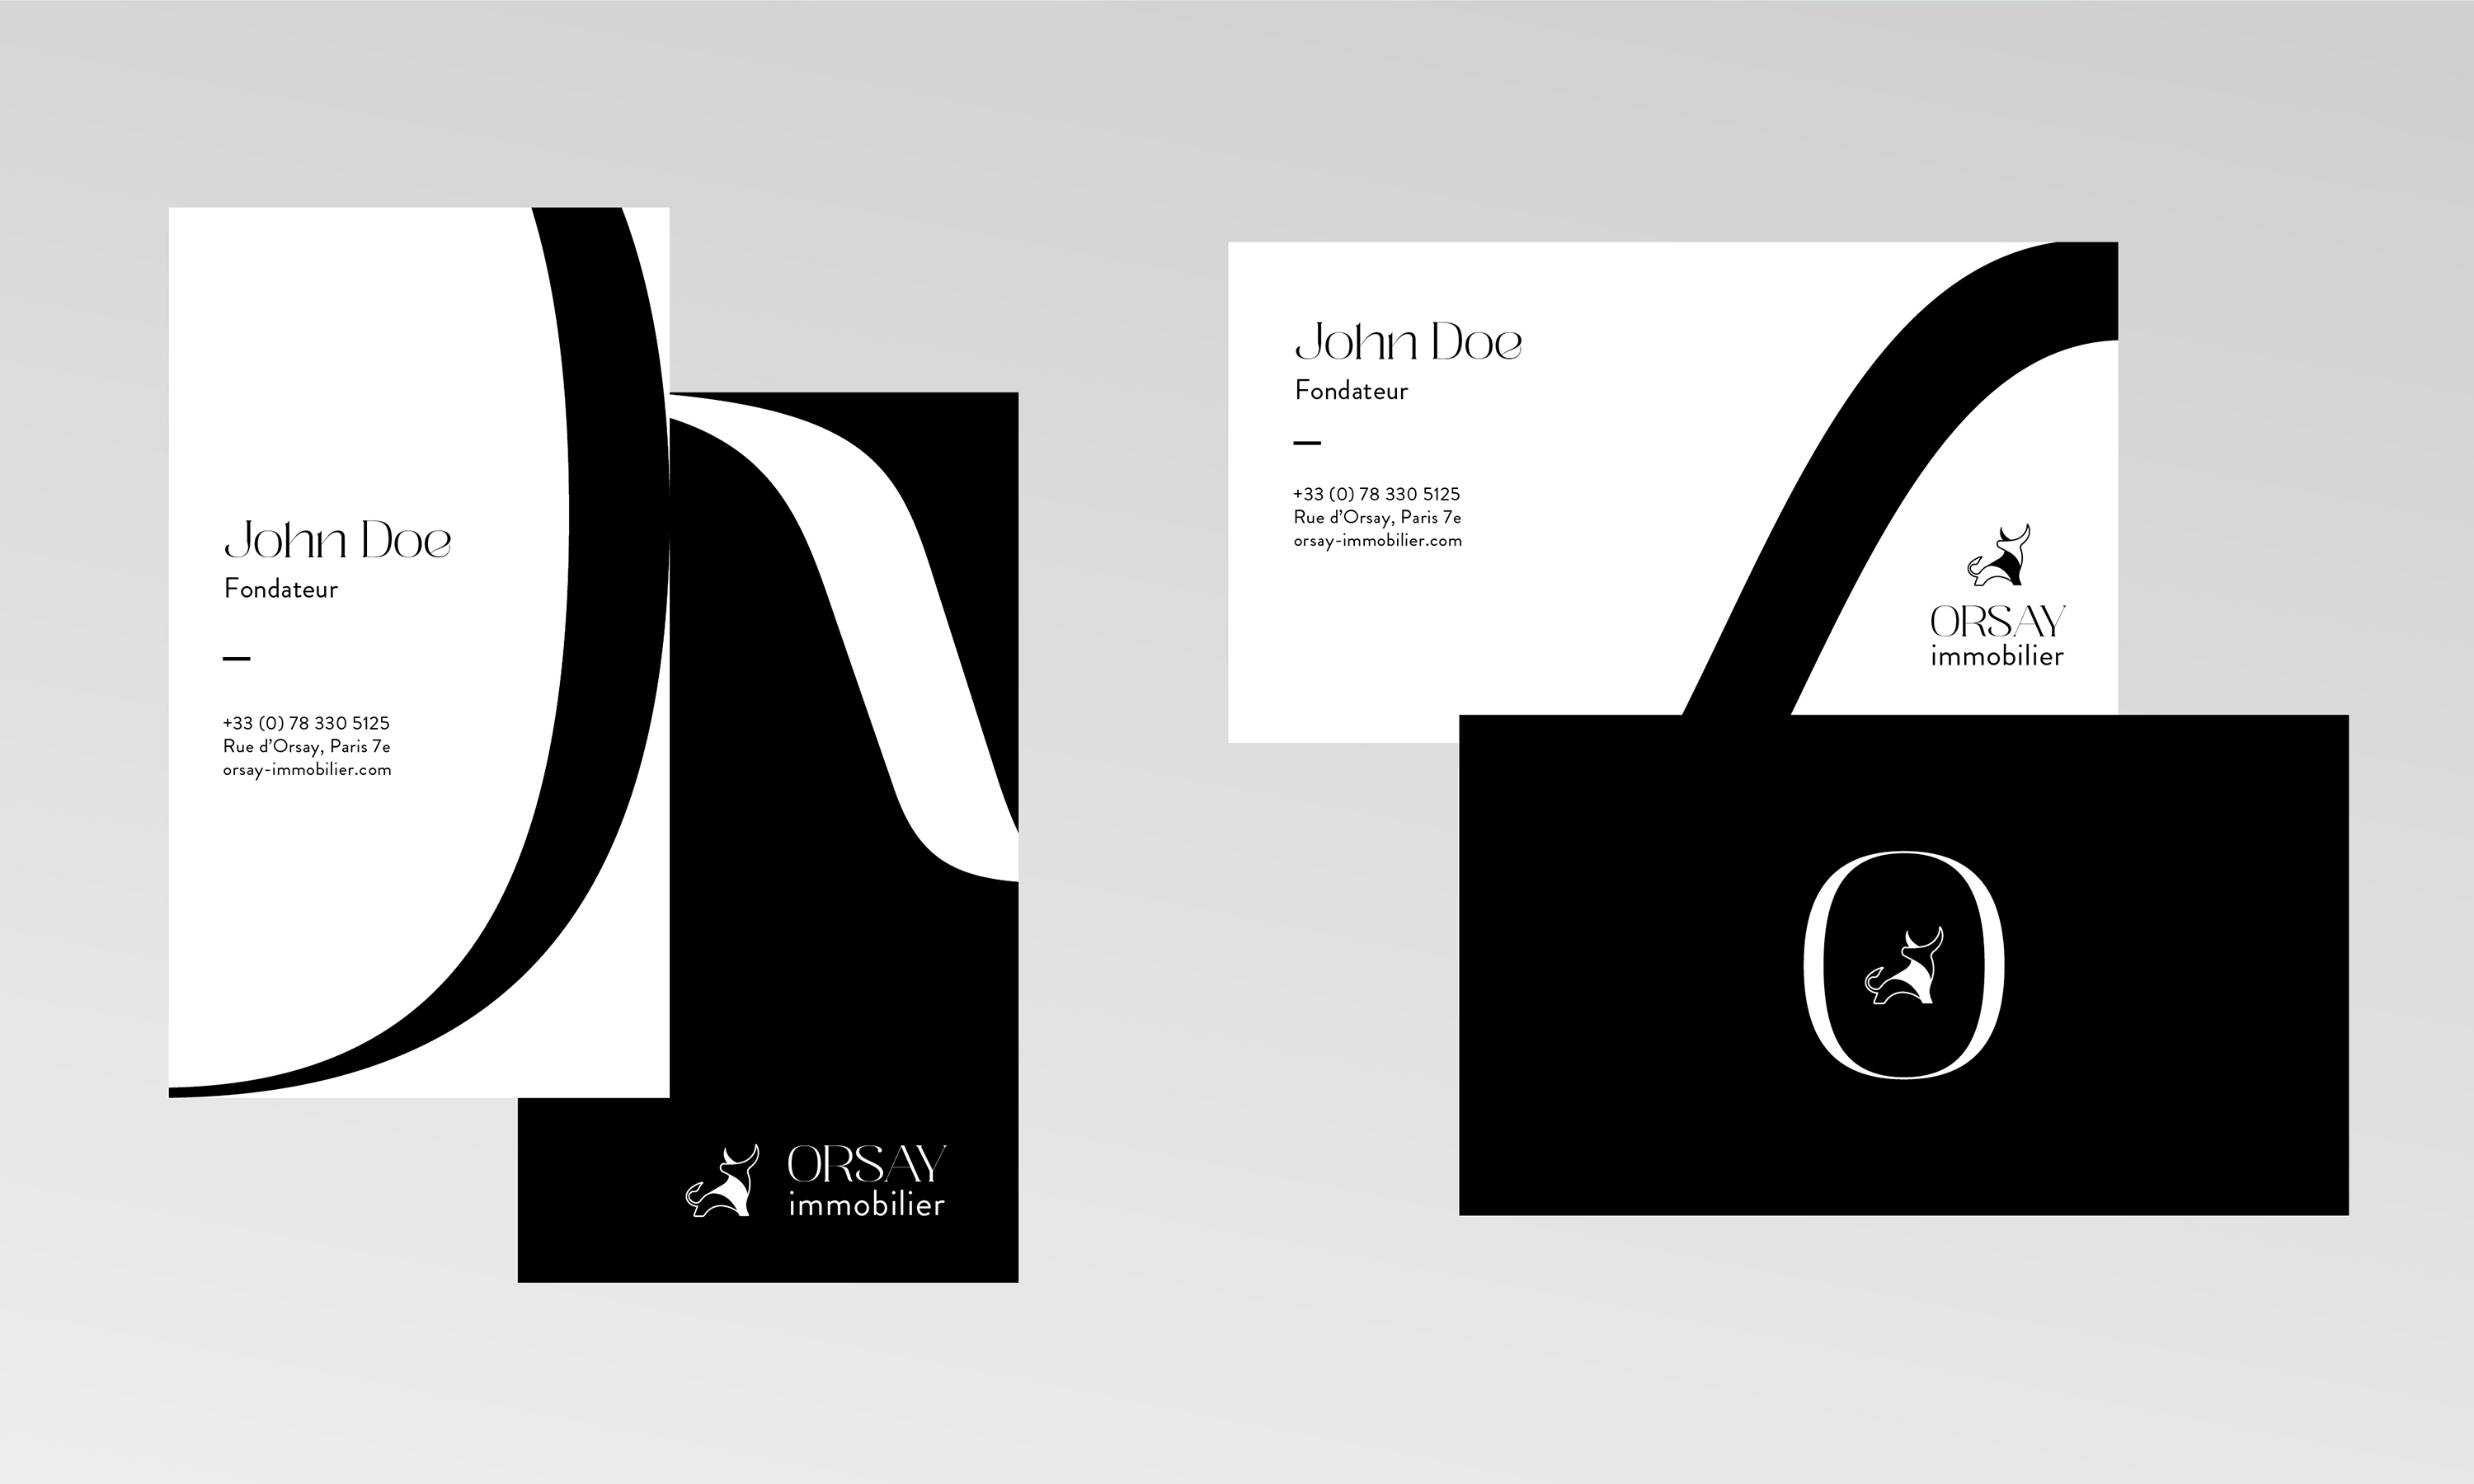 John Doe
Fondateur
+33 (0) 78 330 5125
Rue d’Orsay, Paris 7e
orsay-immobilier.com
ORSAY
immobilier
John Doe
Fondateur
+33 (0) 78 330 5125
Rue d’Orsay, Paris 7e
orsay-immobilier.com
ORSAY
immobilier
O